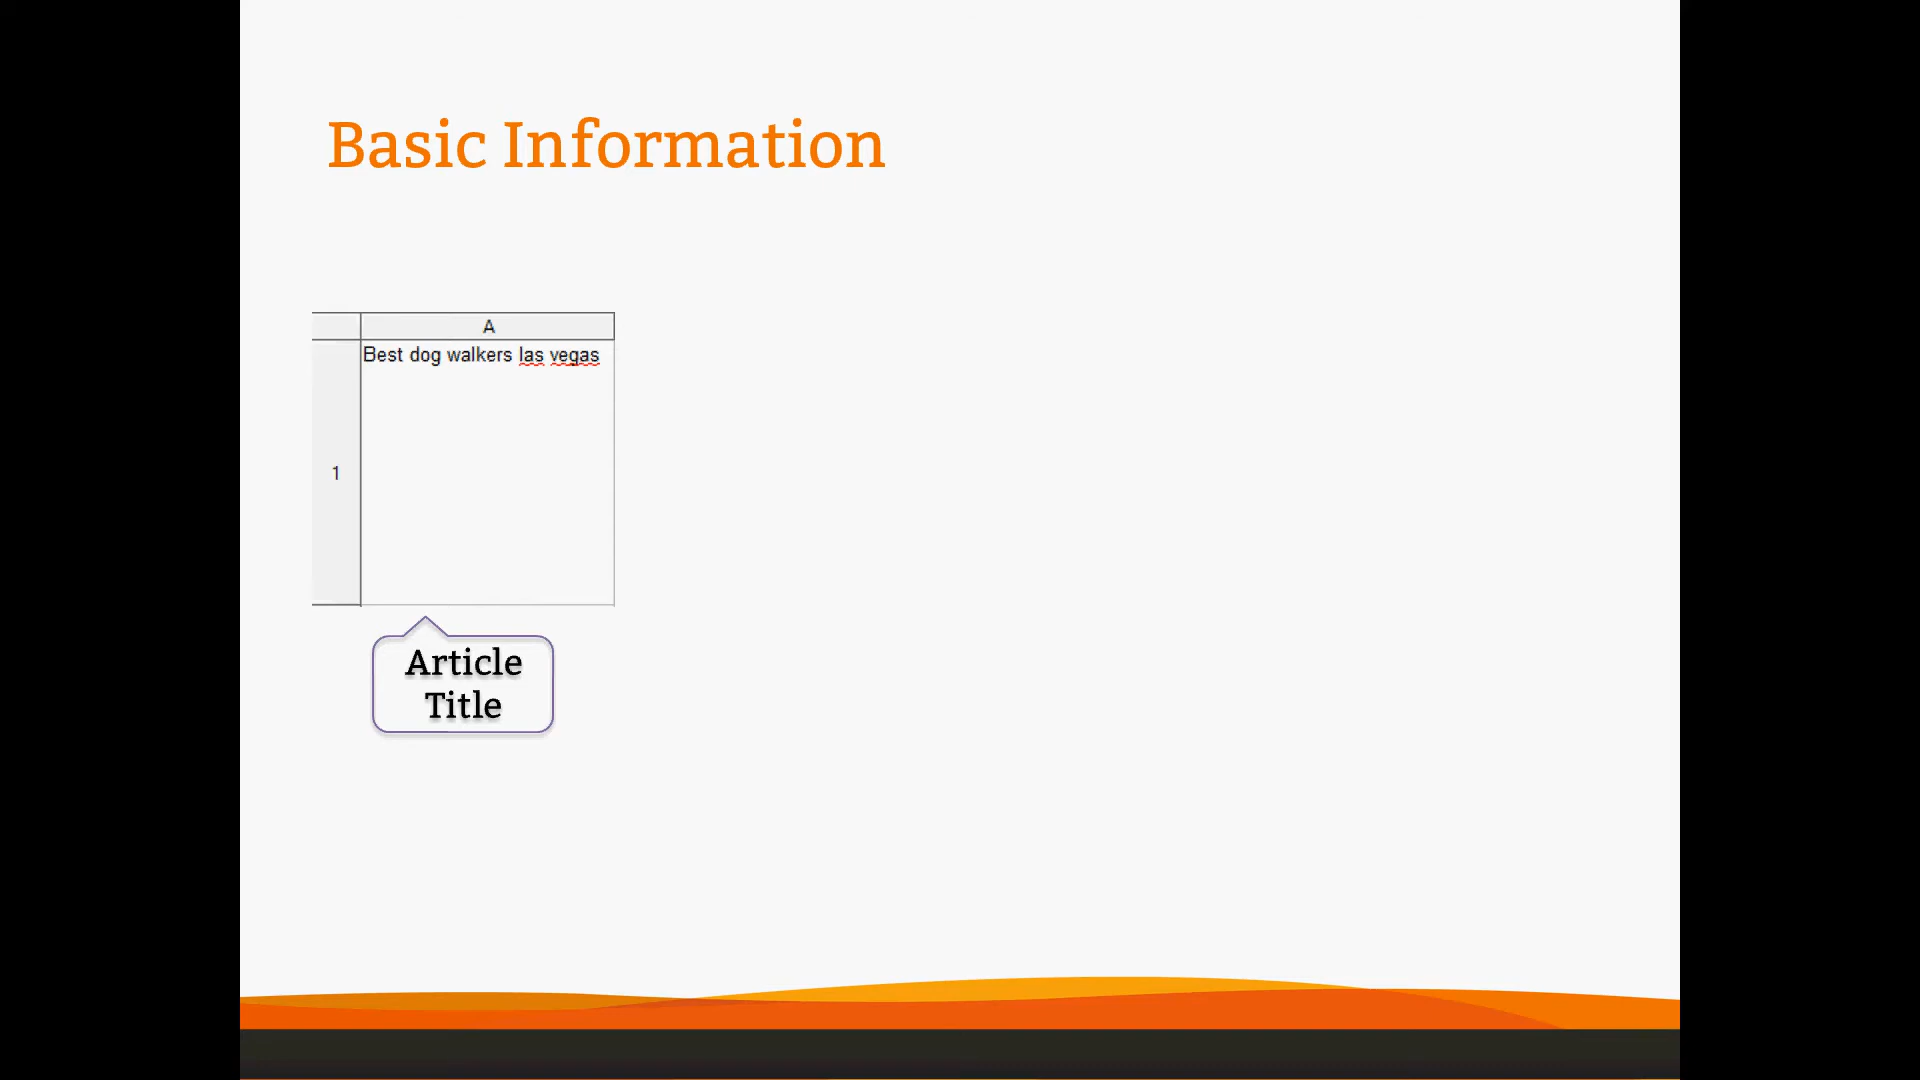 Basic Information
A
Best dog walkers las vegas
1
Article
Title